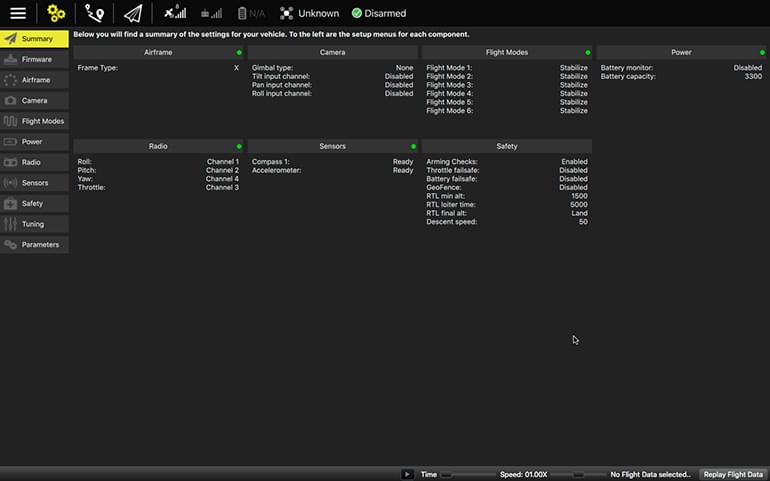 N/A Unknown Disarmed
Below you will find a summary of the settings for your vehicle. To the left are the setup menus for each component.
Summary
Firmware
Airframe
Camera
Flight Modes
Power
Radio
Sensors
Safety
Tuning
Parameters
Airframe
Frame Type: X
Camera
Gimbal type: None
Tilt input channel: Disabled
Pan input channel: Disabled
Roll input channel: Disabled
Flight Modes
Flight Mode 1: Stabilize
Flight Mode 2: Stabilize
Flight Mode 3: Stabilize
Flight Mode 4: Stabilize
Flight Mode 5: Stabilize
Flight Mode 6: Stabilize
Power
Battery monitor: Disabled
Battery capacity: 3300
Radio
Roll: Channel 1
Pitch: Channel 2
Yaw: Channel 4
Throttle: Channel 3
Sensors
Compass 1: Ready
Accelerometer: Ready
Safety
Arming Checks: Enabled
Throttle failsafe: Disabled
Battery failsafe: Disabled
GeoFence: Disabled
RTL min alt: 1500
RTL loiter time: 5000
RTL final alt: Land
Descent speed: 50
Time Speed: 01.00X No Flight Data selected.. Replay Flight Data